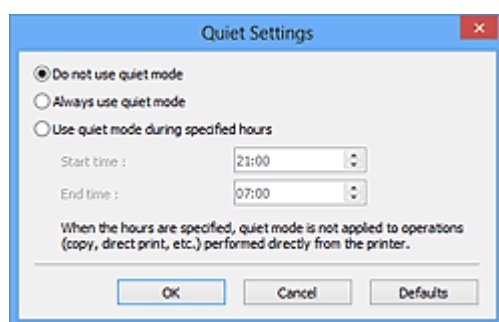 Quiet Settings
Do not use quiet mode
Always use quiet mode
Use quiet mode during specified hours
Start time : 21:00
End time : 07:00
When the hours are specified, quiet mode is not applied to operations
(copy, direct print, etc.) performed directly from the printer.
OK Cancel Defaults